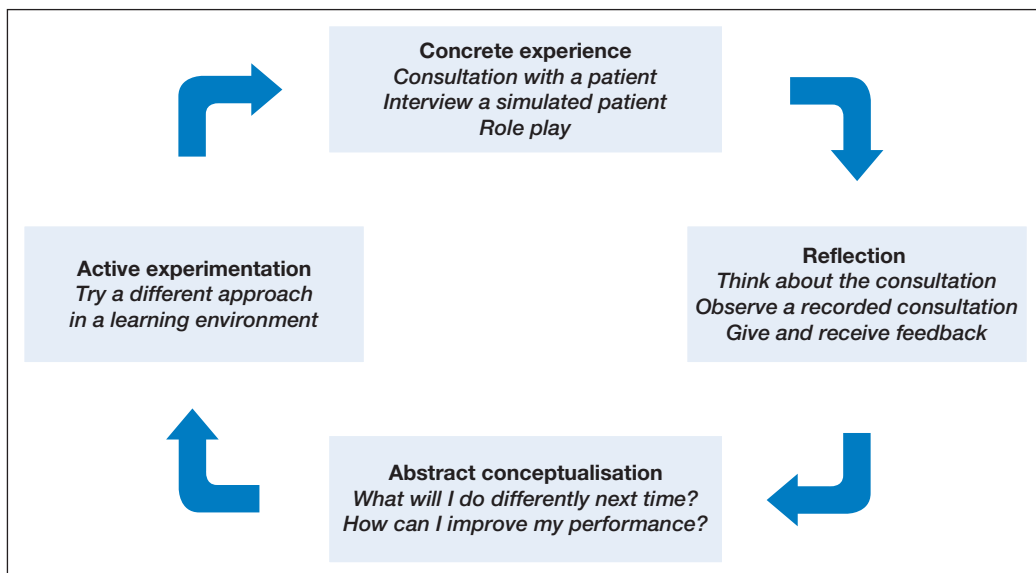 Concrete experience
Consultation with a patient
Interview a simulated patient
Role play
Reflection
Think about the consultation
Observe a recorded consultation
Give and receive feedback
Abstract conceptualisation
What will I do differently next time?
How can I improve my performance?
Active experimentation
Try a different approach
in a learning environment